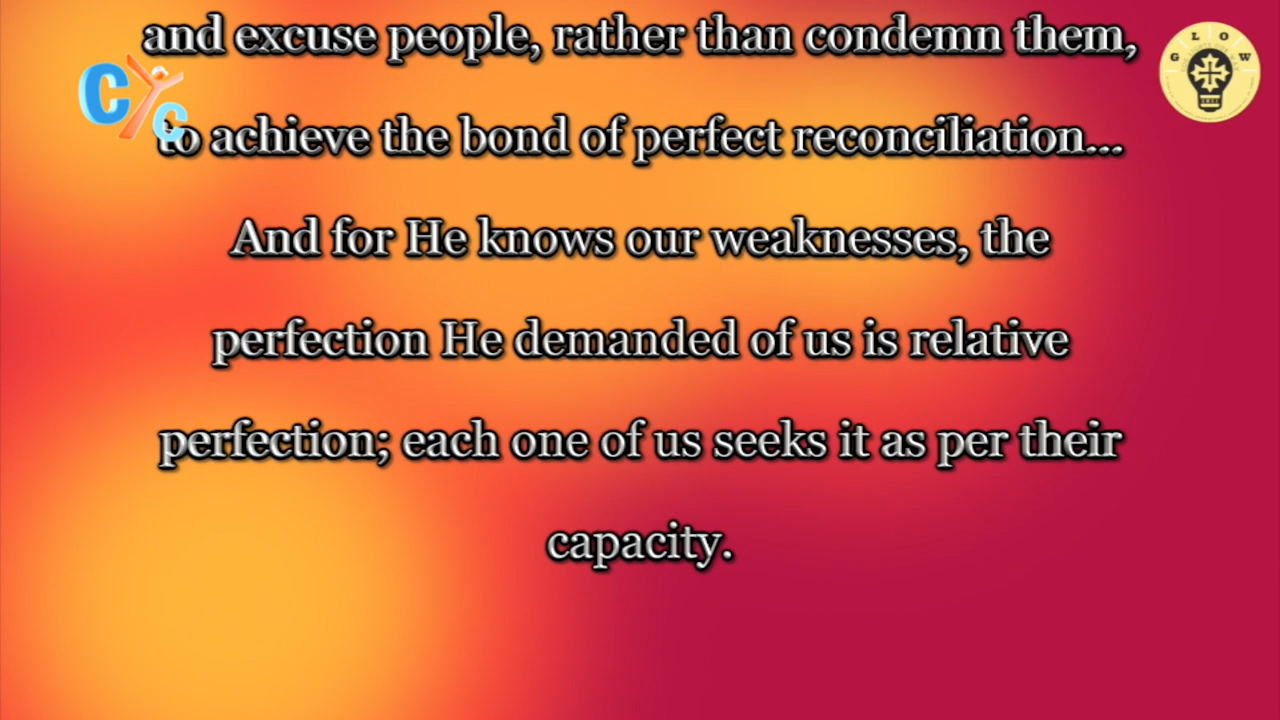 and excuse people, rather than condemn them,
CYC
G L O W
to achieve the bond of perfect reconciliation...
And for He knows our weaknesses, the
perfection He demanded of us is relative
perfection; each one of us seeks it as per their
capacity.